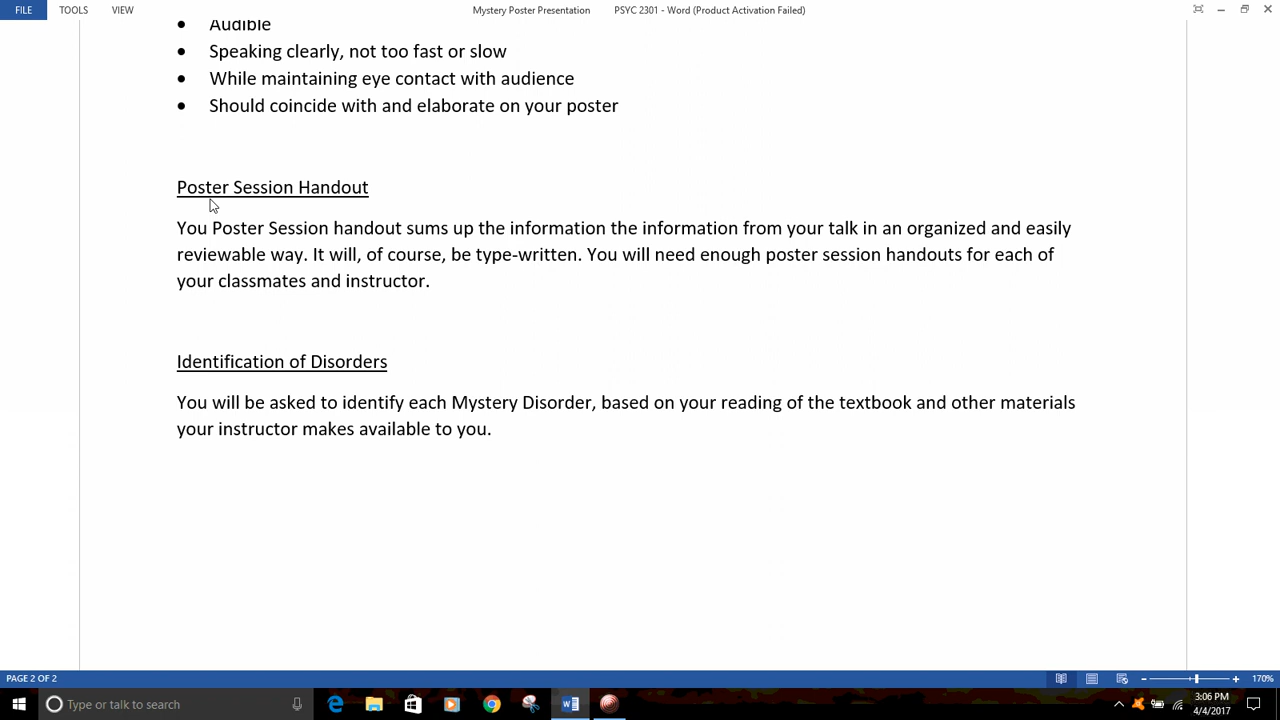 FILE TOOLS VIEW Mystery Poster Presentation PSYC 2301 - Word (Product Activation Failed)
• Audible
• Speaking clearly, not too fast or slow
• While maintaining eye contact with audience
• Should coincide with and elaborate on your poster
Poster Session Handout
You Poster Session handout sums up the information the information from your talk in an organized and easily
reviewable way. It will, of course, be type-written. You will need enough poster session handouts for each of
your classmates and instructor.
Identification of Disorders
You will be asked to identify each Mystery Disorder, based on your reading of the textbook and other materials
your instructor makes available to you.
PAGE 2 OF 2 170%
Type or talk to search 3:06 PM
4/4/2017